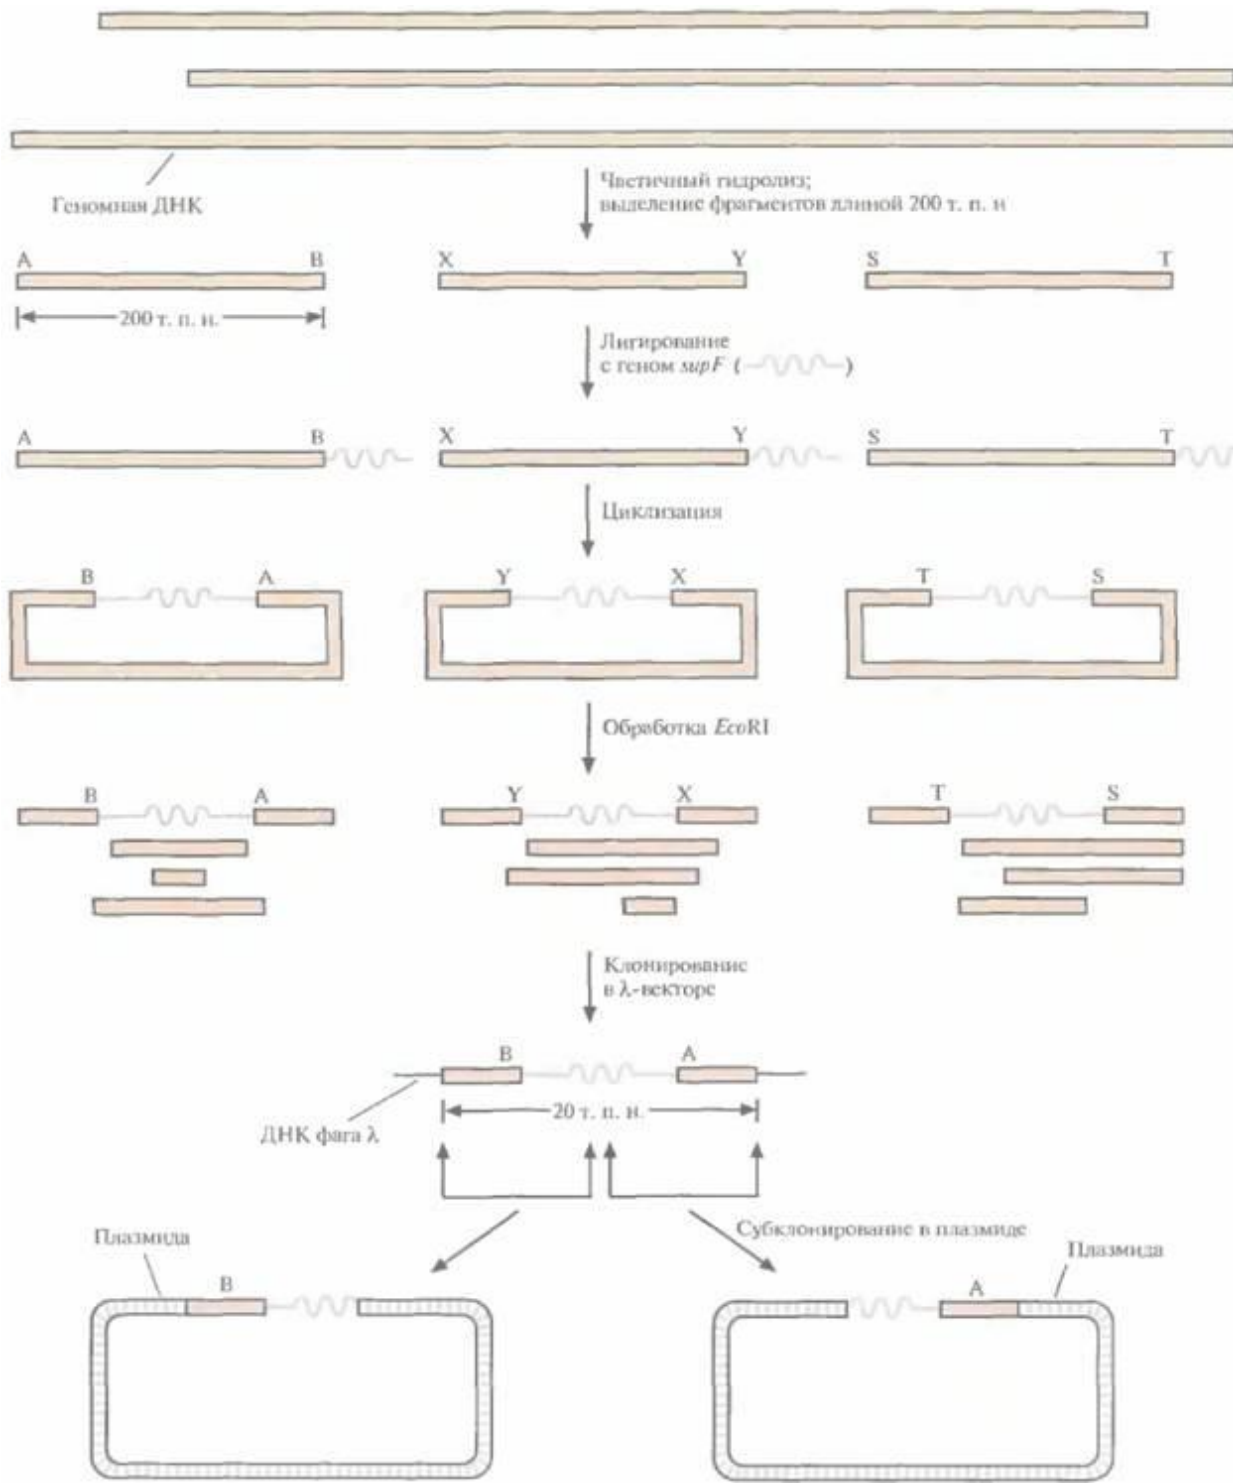 Геномная ДНК
Частичный гидролиз;
выделение фрагментов длиной 200 т. п. н
A B X Y S T
200 т. п. н.
Лигирование
с геном supF ( )
A B X Y S T
Циклизация
B A Y X T S
Обработка EcoRI
B A Y X T S
Клонирование
в λ-векторе
B A
20 т. п. н.
ДНК фага λ
Субклонирование в плазмиде
Плазмида
Плазмида
B
A